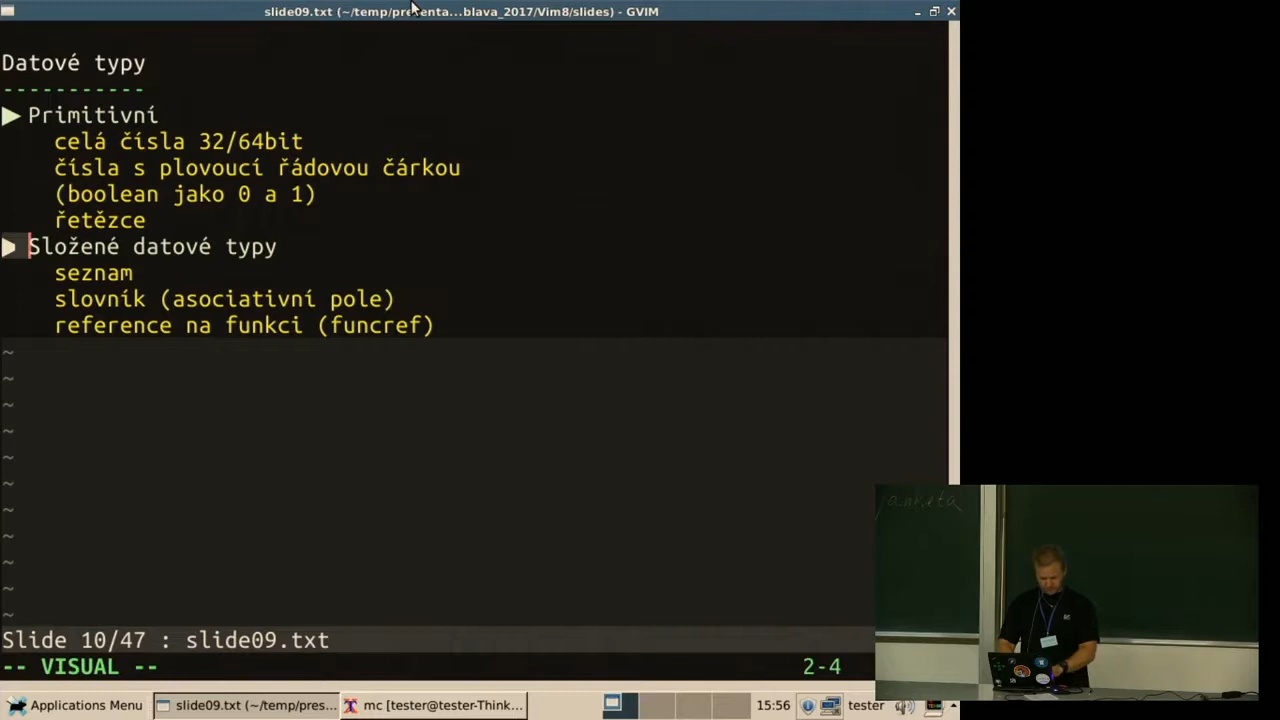 slide09.txt (~/temp/presenta...blava_2017/Vim8/slides) - GVIM
Datové typy
-----------
▶ Primitivní
celá čísla 32/64bit
čísla s plovoucí řádovou čárkou
(boolean jako 0 a 1)
řetězce
▶ Složené datové typy
seznam
slovník (asociativní pole)
reference na funkci (funcref)
~
~
~
~
~
~
~
~
~
~
~
Slide 10/47 : slide09.txt
-- VISUAL -- 2-4
Applications Menu slide09.txt (~/temp/pres... mc [tester@tester-Think... 15:56 tester